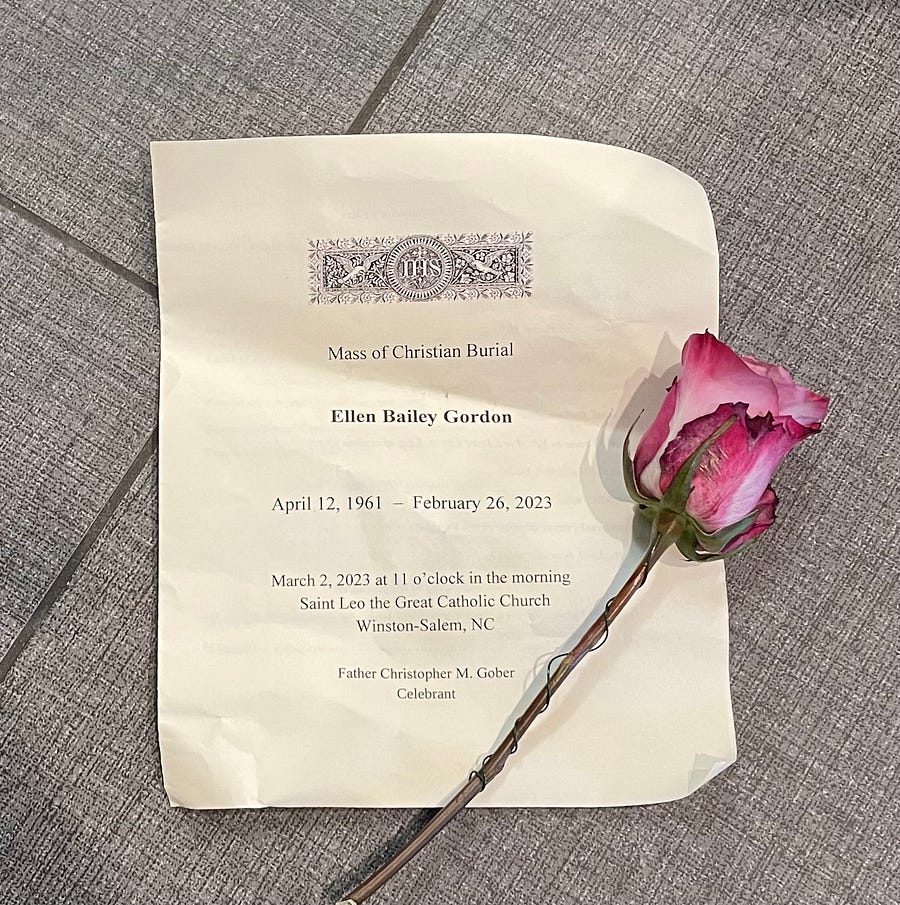 IHS
Mass of Christian Burial
Ellen Bailey Gordon
April 12, 1961 – February 26, 2023
March 2, 2023 at 11 o’clock in the morning
Saint Leo the Great Catholic Church
Winston-Salem, NC
Father Christopher M. Gober
Celebrant